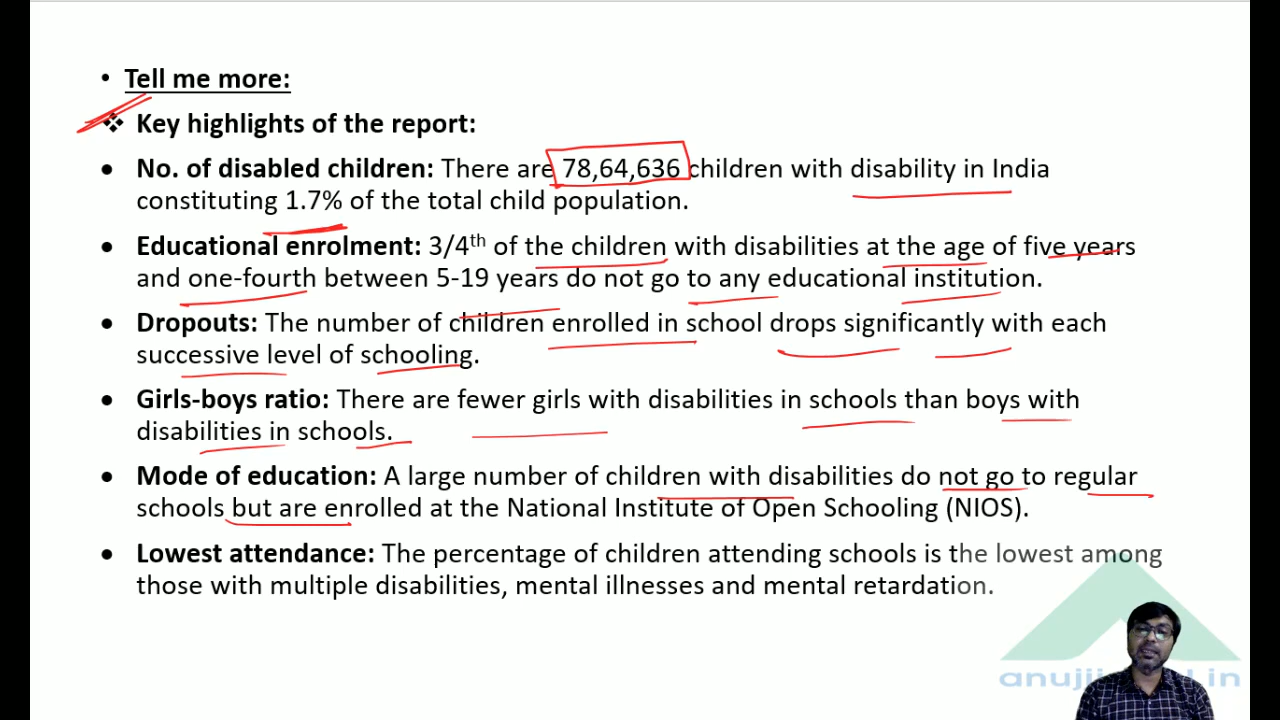 • Tell me more:
❖ Key highlights of the report:
• No. of disabled children: There are 78,64,636 children with disability in India
constituting 1.7% of the total child population.
• Educational enrolment: 3/4th of the children with disabilities at the age of five years
and one-fourth between 5-19 years do not go to any educational institution.
• Dropouts: The number of children enrolled in school drops significantly with each
successive level of schooling.
• Girls-boys ratio: There are fewer girls with disabilities in schools than boys with
disabilities in schools.
• Mode of education: A large number of children with disabilities do not go to regular
schools but are enrolled at the National Institute of Open Schooling (NIOS).
• Lowest attendance: The percentage of children attending schools is the lowest among
those with multiple disabilities, mental illnesses and mental retardation.